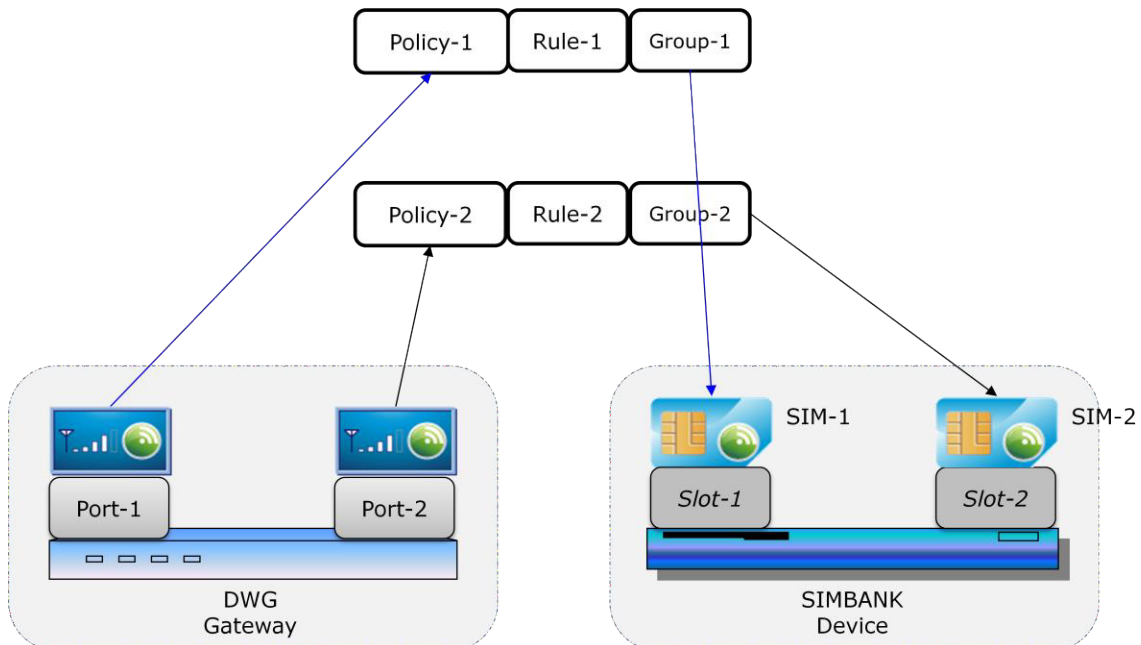 Policy-1 Rule-1 Group-1
Policy-2 Rule-2 Group-2
SIM-1 SIM-2
Port-1 Port-2 Slot-1 Slot-2
DWG
Gateway
SIMBANK
Device